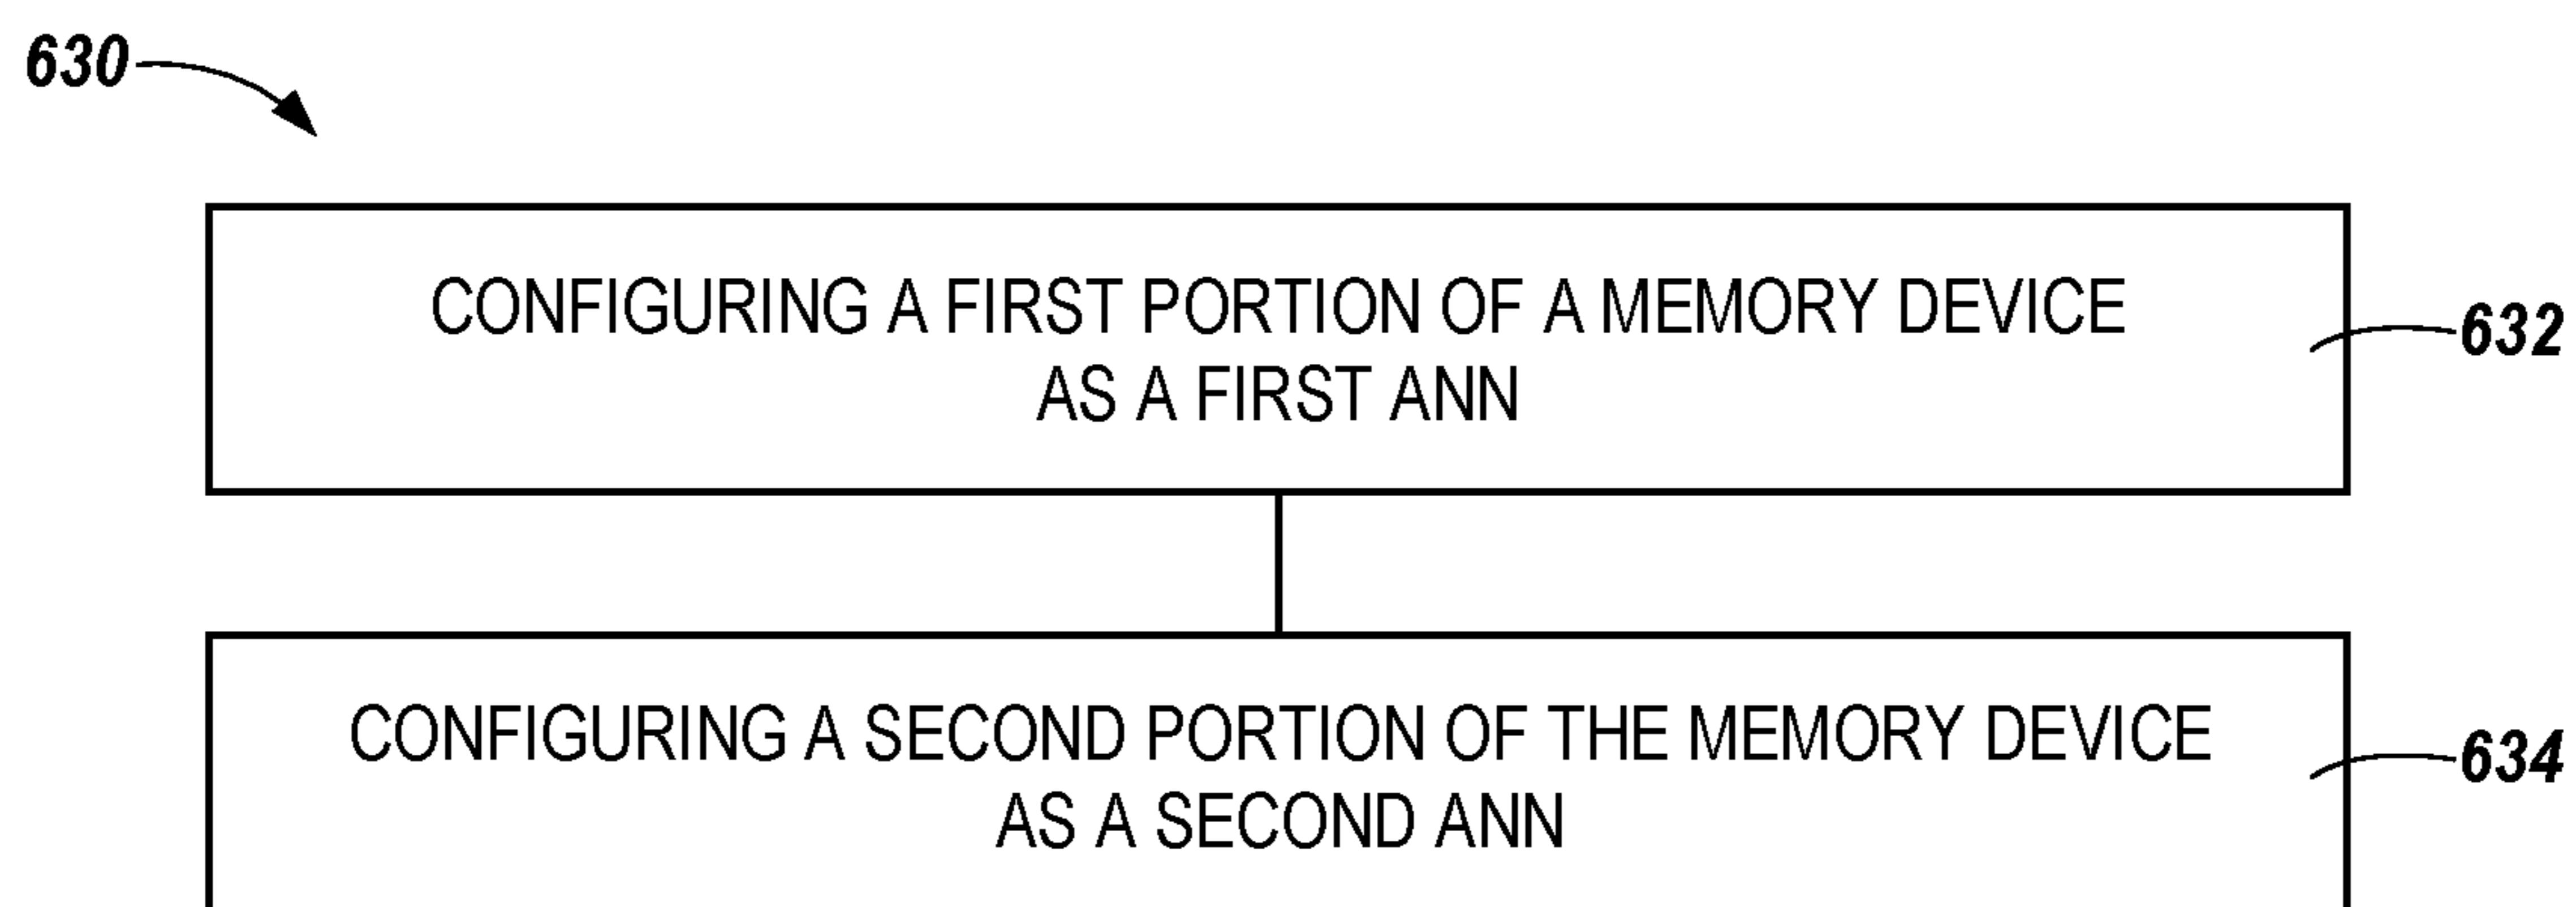 630
CONFIGURING A FIRST PORTION OF A MEMORY DEVICE
AS A FIRST ANN
632
CONFIGURING A SECOND PORTION OF THE MEMORY DEVICE
AS A SECOND ANN
634